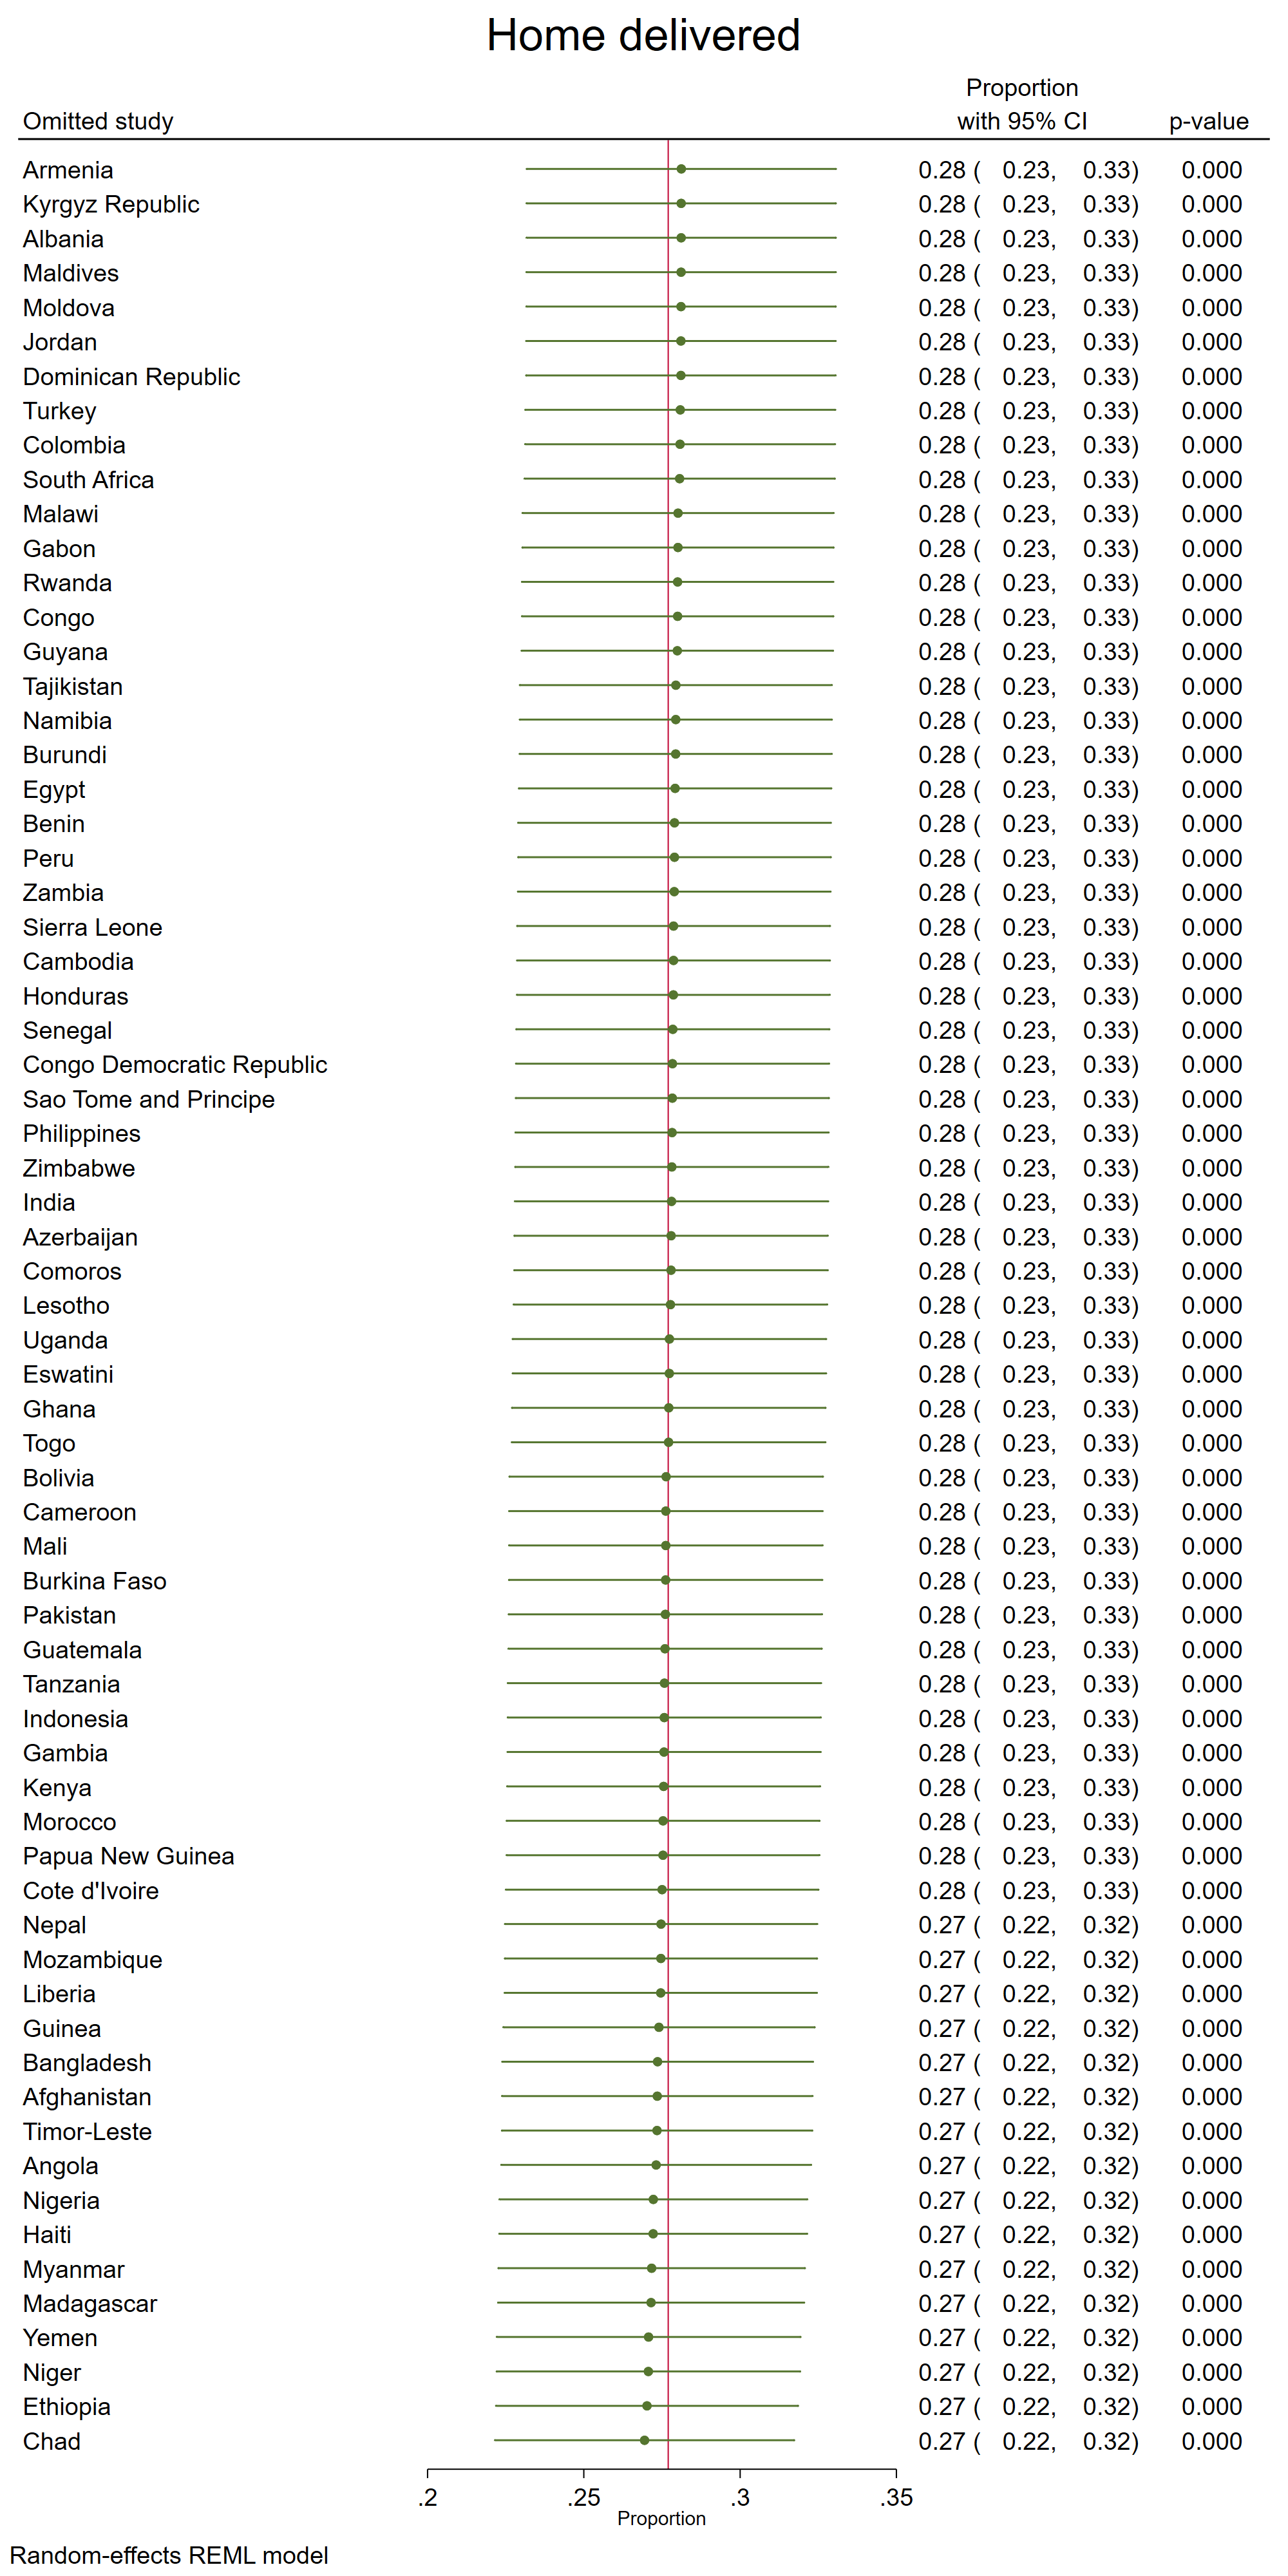 Home delivered
Proportion
Omitted study with 95% CI p-value
Armenia 0.28 ( 0.23, 0.33) 0.000
Kyrgyz Republic 0.28 ( 0.23, 0.33) 0.000
Albania 0.28 ( 0.23, 0.33) 0.000
Maldives 0.28 ( 0.23, 0.33) 0.000
Moldova 0.28 ( 0.23, 0.33) 0.000
Jordan 0.28 ( 0.23, 0.33) 0.000
Dominican Republic 0.28 ( 0.23, 0.33) 0.000
Turkey 0.28 ( 0.23, 0.33) 0.000
Colombia 0.28 ( 0.23, 0.33) 0.000
South Africa 0.28 ( 0.23, 0.33) 0.000
Malawi 0.28 ( 0.23, 0.33) 0.000
Gabon 0.28 ( 0.23, 0.33) 0.000
Rwanda 0.28 ( 0.23, 0.33) 0.000
Congo 0.28 ( 0.23, 0.33) 0.000
Guyana 0.28 ( 0.23, 0.33) 0.000
Tajikistan 0.28 ( 0.23, 0.33) 0.000
Namibia 0.28 ( 0.23, 0.33) 0.000
Burundi 0.28 ( 0.23, 0.33) 0.000
Egypt 0.28 ( 0.23, 0.33) 0.000
Benin 0.28 ( 0.23, 0.33) 0.000
Peru 0.28 ( 0.23, 0.33) 0.000
Zambia 0.28 ( 0.23, 0.33) 0.000
Sierra Leone 0.28 ( 0.23, 0.33) 0.000
Cambodia 0.28 ( 0.23, 0.33) 0.000
Honduras 0.28 ( 0.23, 0.33) 0.000
Senegal 0.28 ( 0.23, 0.33) 0.000
Congo Democratic Republic 0.28 ( 0.23, 0.33) 0.000
Sao Tome and Principe 0.28 ( 0.23, 0.33) 0.000
Philippines 0.28 ( 0.23, 0.33) 0.000
Zimbabwe 0.28 ( 0.23, 0.33) 0.000
India 0.28 ( 0.23, 0.33) 0.000
Azerbaijan 0.28 ( 0.23, 0.33) 0.000
Comoros 0.28 ( 0.23, 0.33) 0.000
Lesotho 0.28 ( 0.23, 0.33) 0.000
Uganda 0.28 ( 0.23, 0.33) 0.000
Eswatini 0.28 ( 0.23, 0.33) 0.000
Ghana 0.28 ( 0.23, 0.33) 0.000
Togo 0.28 ( 0.23, 0.33) 0.000
Bolivia 0.28 ( 0.23, 0.33) 0.000
Cameroon 0.28 ( 0.23, 0.33) 0.000
Mali 0.28 ( 0.23, 0.33) 0.000
Burkina Faso 0.28 ( 0.23, 0.33) 0.000
Pakistan 0.28 ( 0.23, 0.33) 0.000
Guatemala 0.28 ( 0.23, 0.33) 0.000
Tanzania 0.28 ( 0.23, 0.33) 0.000
Indonesia 0.28 ( 0.23, 0.33) 0.000
Gambia 0.28 ( 0.23, 0.33) 0.000
Kenya 0.28 ( 0.23, 0.33) 0.000
Morocco 0.28 ( 0.23, 0.33) 0.000
Papua New Guinea 0.28 ( 0.23, 0.33) 0.000
Cote d'Ivoire 0.28 ( 0.23, 0.33) 0.000
Nepal 0.27 ( 0.22, 0.32) 0.000
Mozambique 0.27 ( 0.22, 0.32) 0.000
Liberia 0.27 ( 0.22, 0.32) 0.000
Guinea 0.27 ( 0.22, 0.32) 0.000
Bangladesh 0.27 ( 0.22, 0.32) 0.000
Afghanistan 0.27 ( 0.22, 0.32) 0.000
Timor-Leste 0.27 ( 0.22, 0.32) 0.000
Angola 0.27 ( 0.22, 0.32) 0.000
Nigeria 0.27 ( 0.22, 0.32) 0.000
Haiti 0.27 ( 0.22, 0.32) 0.000
Myanmar 0.27 ( 0.22, 0.32) 0.000
Madagascar 0.27 ( 0.22, 0.32) 0.000
Yemen 0.27 ( 0.22, 0.32) 0.000
Niger 0.27 ( 0.22, 0.32) 0.000
Ethiopia 0.27 ( 0.22, 0.32) 0.000
Chad 0.27 ( 0.22, 0.32) 0.000
.2 .25 .3 .35
Proportion
Random-effects REML model